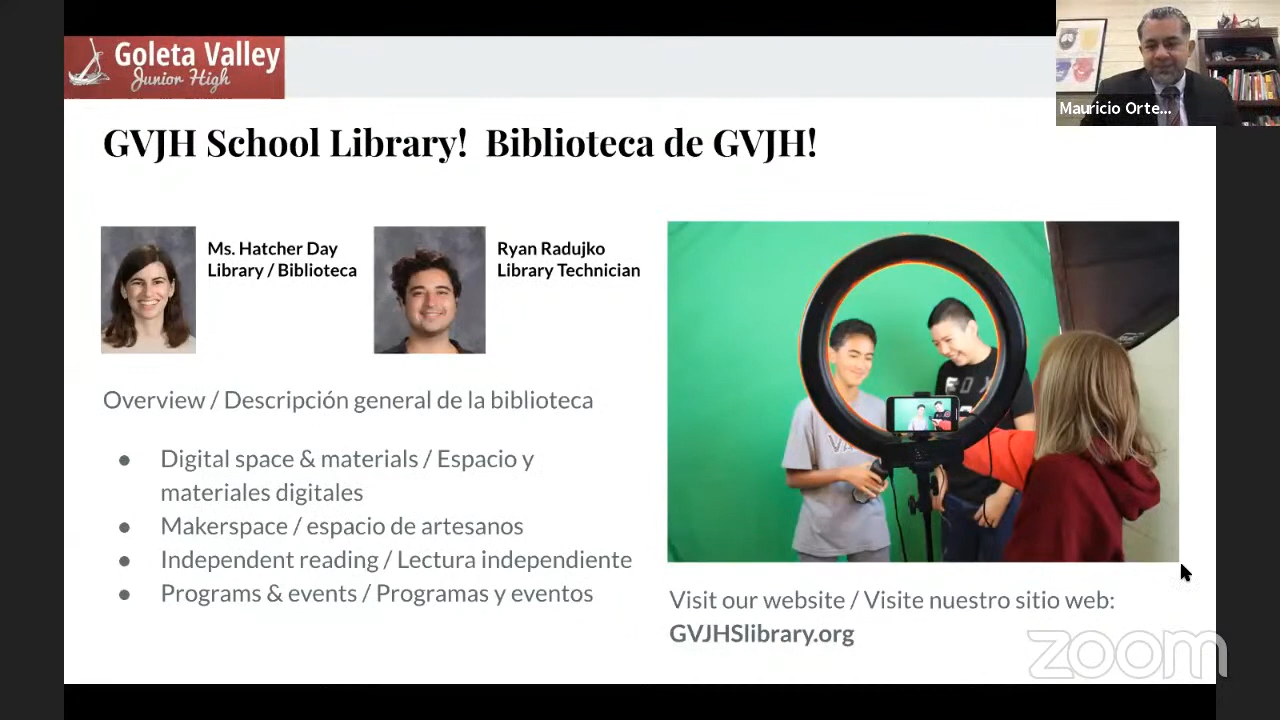 Goleta Valley
Junior High
Mauricio Orte...
GVJH School Library!  Biblioteca de GVJH!
Ms. Hatcher Day
Library / Biblioteca
Ryan Radujko
Library Technician
Overview / Descripción general de la biblioteca
● Digital space & materials / Espacio y
materiales digitales
● Makerspace / espacio de artesanos
● Independent reading / Lectura independiente
● Programs & events / Programas y eventos
Visit our website / Visite nuestro sitio web:
GVJHSlibrary.org
zoom